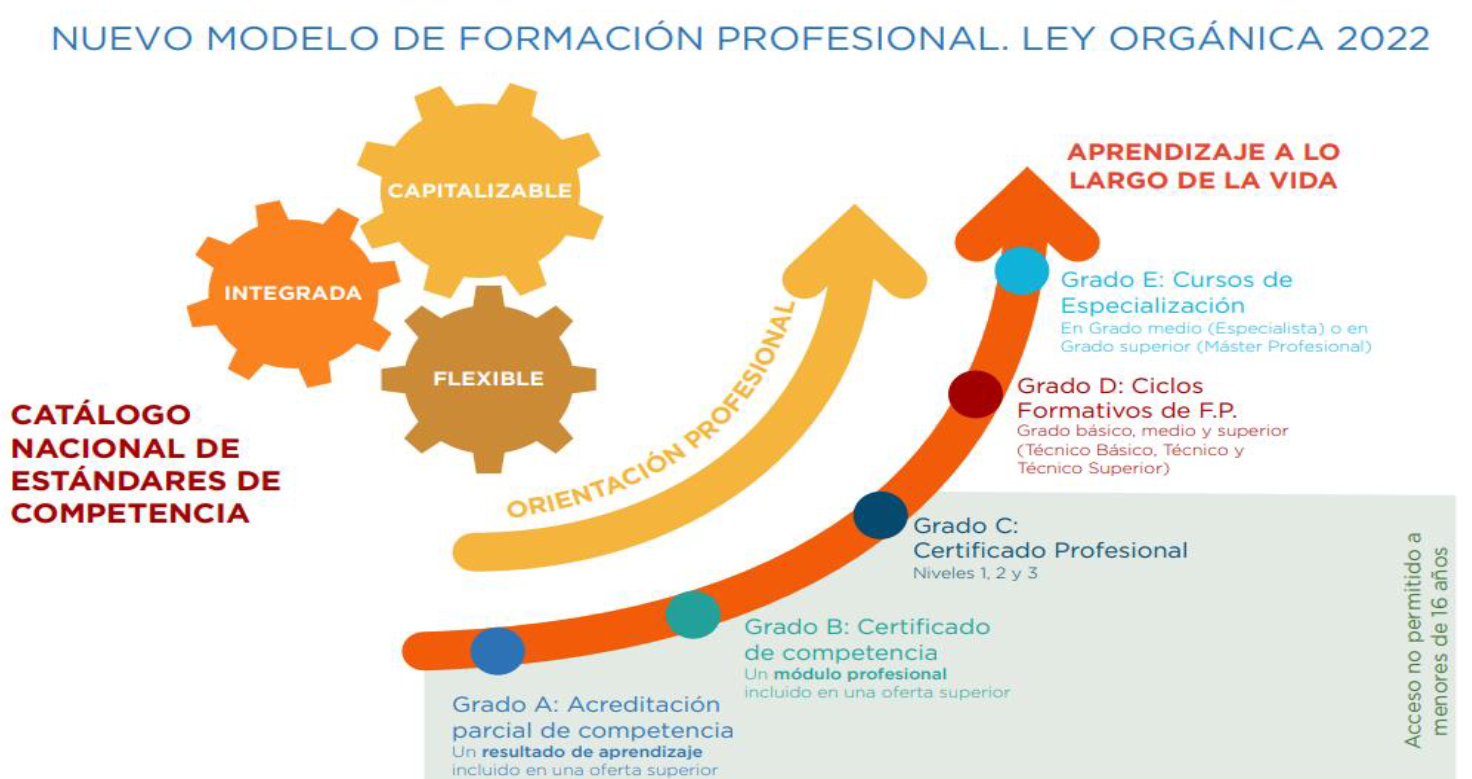 NUEVO MODELO DE FORMACIÓN PROFESIONAL. LEY ORGÁNICA 2022
CAPITALIZABLE
INTEGRADA
FLEXIBLE
CATÁLOGO
NACIONAL DE
ESTÁNDARES DE
COMPETENCIA
ORIENTACIÓN PROFESIONAL
APRENDIZAJE A LO
LARGO DE LA VIDA
Grado E: Cursos de
Especialización
En Grado medio (Especialista) o en
Grado superior (Máster Profesional)
Grado D: Ciclos
Formativos de F.P.
Grado básico, medio y superior
(Técnico Básico, Técnico y
Técnico Superior)
Grado C:
Certificado Profesional
Niveles 1, 2 y 3
Grado B: Certificado
de competencia
Un módulo profesional
incluido en una oferta superior
Grado A: Acreditación
parcial de competencia
Un resultado de aprendizaje
incluido en una oferta superior
Acceso no permitido a
menores de 16 años